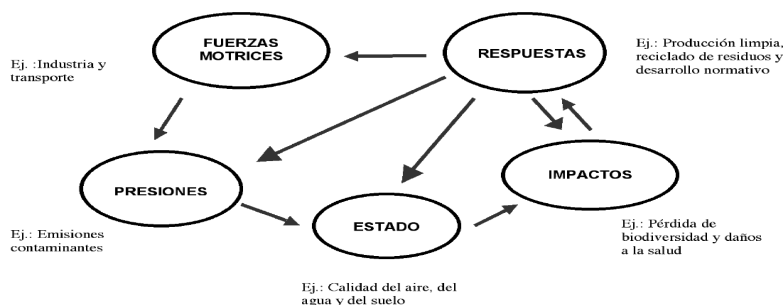 FUERZAS
MOTRICES
RESPUESTAS
Ej. :Industria y
transporte
Ej.: Producción limpia,
reciclado de residuos y
desarrollo normativo
PRESIONES
IMPACTOS
ESTADO
Ej.: Emisiones
contaminantes
Ej.: Pérdida de
biodiversidad y daños
a la salud
Ej.: Calidad del aire, del
agua y del suelo